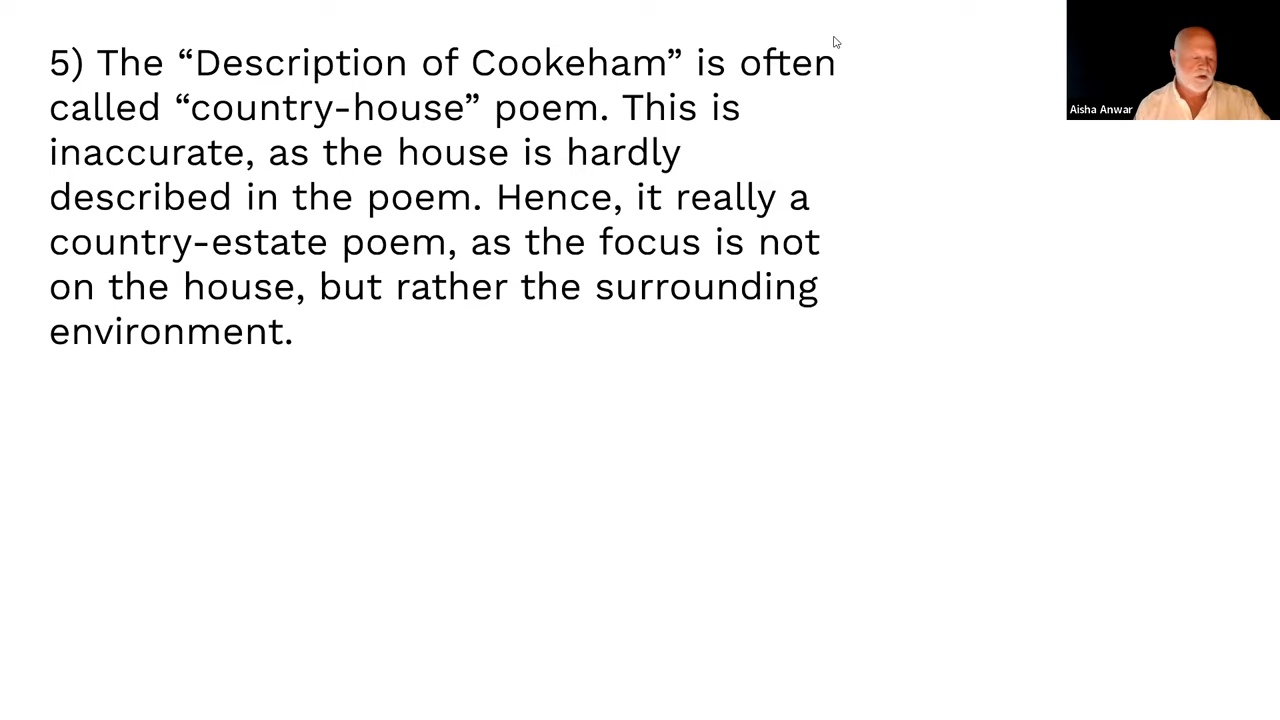 5) The “Description of Cookeham” is often
called “country-house” poem. This is
inaccurate, as the house is hardly
described in the poem. Hence, it really a
country-estate poem, as the focus is not
on the house, but rather the surrounding
environment.
Aisha Anwar